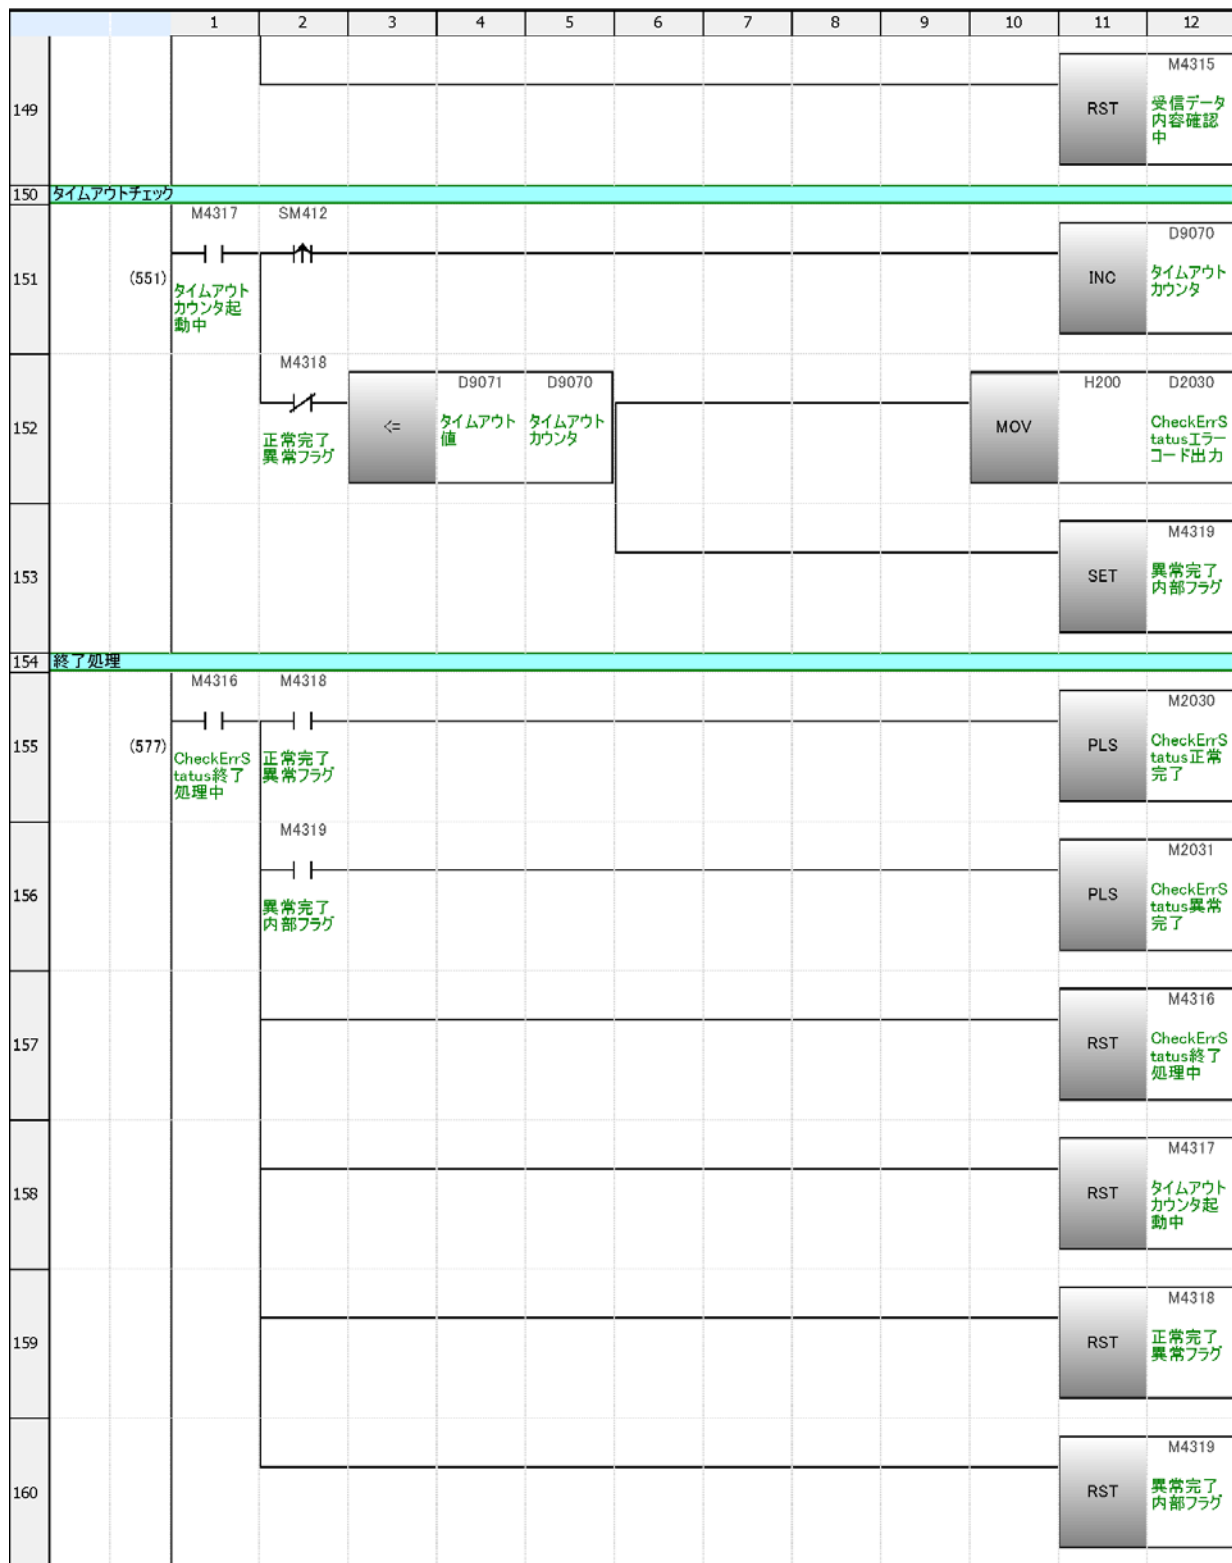 1 2 3 4 5 6 7 8 9 10 11 12
149
RST
M4315
受信データ
内容確認
中
150 タイムアウトチェック
151
(551)
M4317
タイムアウト
カウンタ起
動中
SM412
INC
D9070
タイムアウト
カウンタ
152
M4318
正常完了
異常フラグ
<=
D9071
タイムアウト
値
D9070
タイムアウト
カウンタ
MOV
H200
D2030
CheckErrS
tatusエラー
コード出力
153
SET
M4319
異常完了
内部フラグ
154 終了処理
155
(577)
M4316
CheckErrS
tatus終了
処理中
M4318
正常完了
異常フラグ
PLS
M2030
CheckErrS
tatus正常
完了
156
M4319
異常完了
内部フラグ
PLS
M2031
CheckErrS
tatus異常
完了
157
RST
M4316
CheckErrS
tatus終了
処理中
158
RST
M4317
タイムアウト
カウンタ起
動中
159
RST
M4318
正常完了
異常フラグ
160
RST
M4319
異常完了
内部フラグ